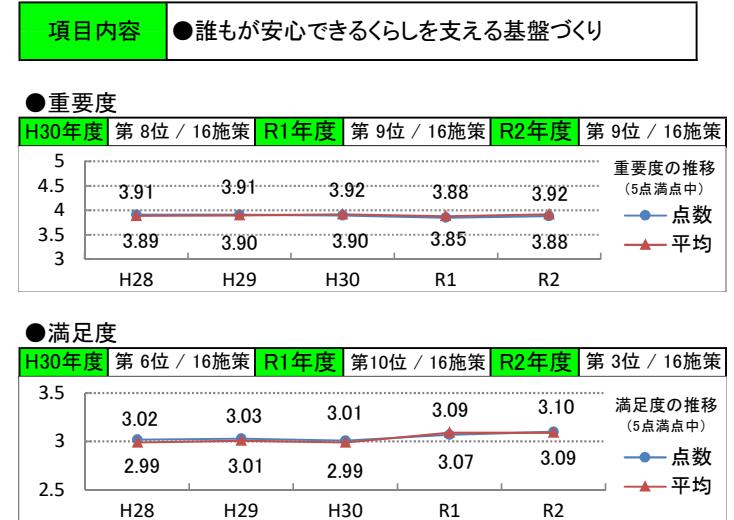 項目内容 ●誰もが安心できるくらしを支える基盤づくり
●重要度
H30年度 第 8位 / 16施策 R1年度 第 9位 / 16施策 R2年度 第 9位 / 16施策
5
4.5
4
3.5
3
3.91 3.91 3.92 3.88 3.92
3.89 3.90 3.90 3.85 3.88
H28 H29 H30 R1 R2
重要度の推移
(5点満点中)
点数
平均
●満足度
H30年度 第 6位 / 16施策 R1年度 第10位 / 16施策 R2年度 第 3位 / 16施策
3.5
3
2.5
3.02 3.03 3.01 3.09 3.10
2.99 3.01 2.99 3.07 3.09
H28 H29 H30 R1 R2
満足度の推移
(5点満点中)
点数
平均